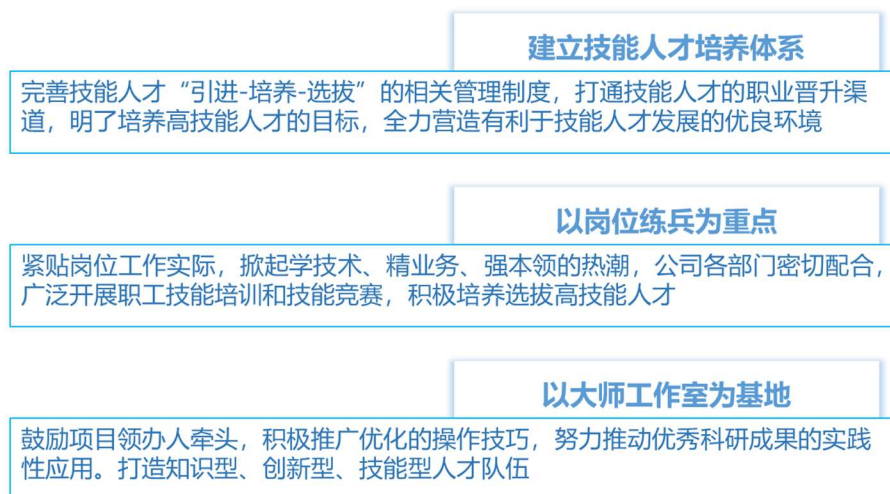 建立技能人才培养体系
完善技能人才“引进-培养-选拔”的相关管理制度，打通技能人才的职业晋升渠
道，明了培养高技能人才的目标，全力营造有利于技能人才发展的优良环境
以岗位练兵为重点
紧贴岗位工作实际，掀起学技术、精业务、强本领的热潮，公司各部门密切配合，
广泛开展职工技能培训和技能竞赛，积极培养选拔高技能人才
以大师工作室为基地
鼓励项目领办人牵头，积极推广优化的操作技巧，努力推动优秀科研成果的实践
性应用。打造知识型、创新型、技能型人才队伍